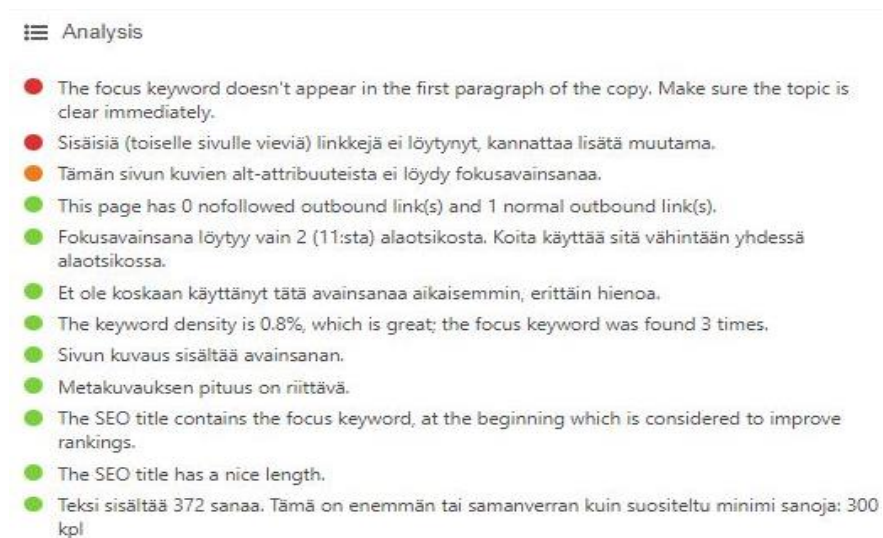 Analysis
The focus keyword doesn't appear in the first paragraph of the copy. Make sure the topic is
clear immediately.
Sisäisiä (toiselle sivulle vieviä) linkkejä ei löytynyt, kannattaa lisätä muutama.
Tämän sivun kuvien alt-attribuuteista ei löydy fokusavainsanaa.
This page has 0 nofollowed outbound link(s) and 1 normal outbound link(s).
Fokusavainsana löytyy vain 2 (11:sta) alaotsikosta. Koita käyttää sitä vähintään yhdessä
alaotsikossa.
Et ole koskaan käyttänyt tätä avainsanaa aikaisemmin, erittäin hienoa.
The keyword density is 0.8%, which is great; the focus keyword was found 3 times.
Sivun kuvaus sisältää avainsanan.
Metakuvauksen pituus on riittävä.
The SEO title contains the focus keyword, at the beginning which is considered to improve
rankings.
The SEO title has a nice length.
Teksi sisältää 372 sanaa. Tämä on enemmän tai samanverran kuin suositeltu minimi sanoja: 300
kpl